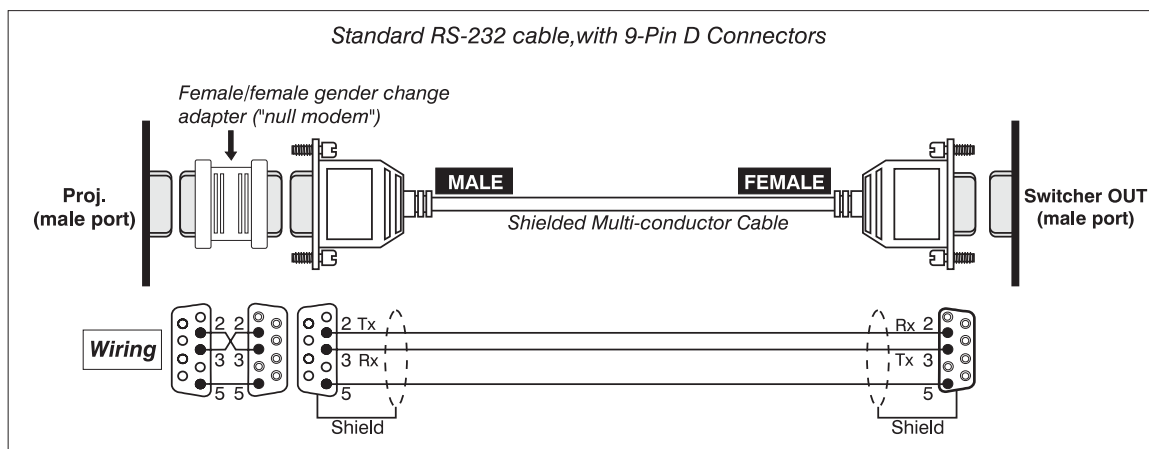 Standard RS-232 cable,with 9-Pin D Connectors
Female/female gender change
adapter ("null modem")
Proj.
(male port)
MALE
FEMALE
Shielded Multi-conductor Cable
Switcher OUT
(male port)
Wiring
2 2
3 3
5 5
2 Tx
3 Rx
5
Shield
Rx 2
Tx 3
5
Shield